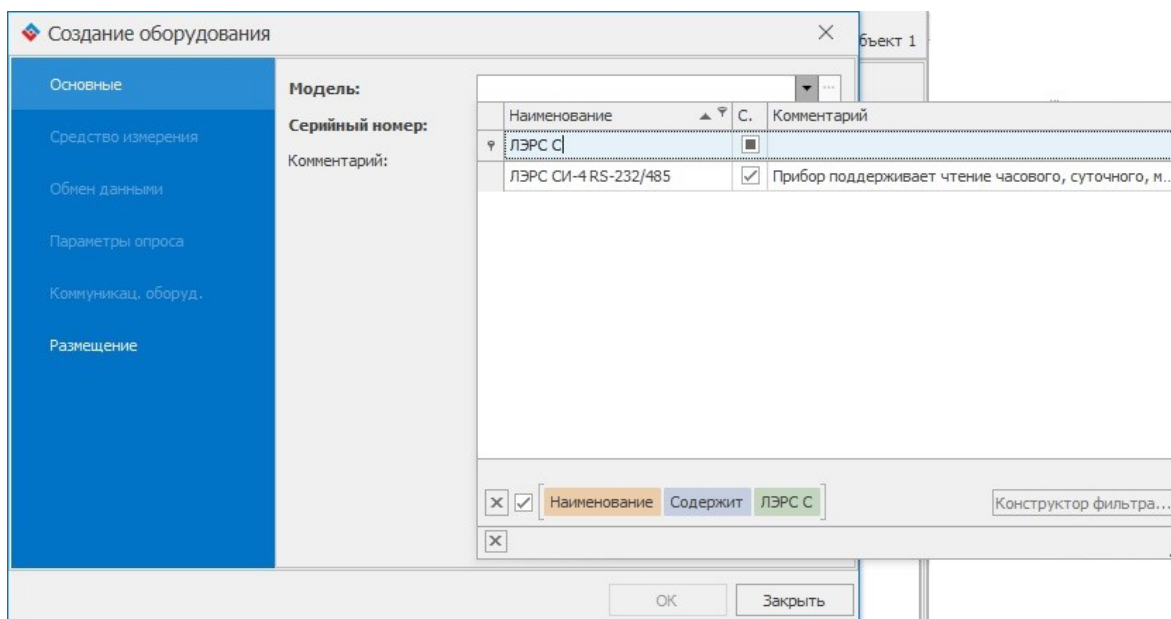 Создание оборудования
бъект 1
Основные
Средство измерения
Обмен данными
Параметры опроса
Коммуникац. оборуд.
Размещение
Модель:
Серийный номер:
Комментарий:
Наименование С. Комментарий
ЛЭРС С
ЛЭРС СИ-4 RS-232/485 Прибор поддерживает чтение часового, суточного, м...
Наименование Содержит ЛЭРС С
Конструктор фильтра...
ОК Закрыть